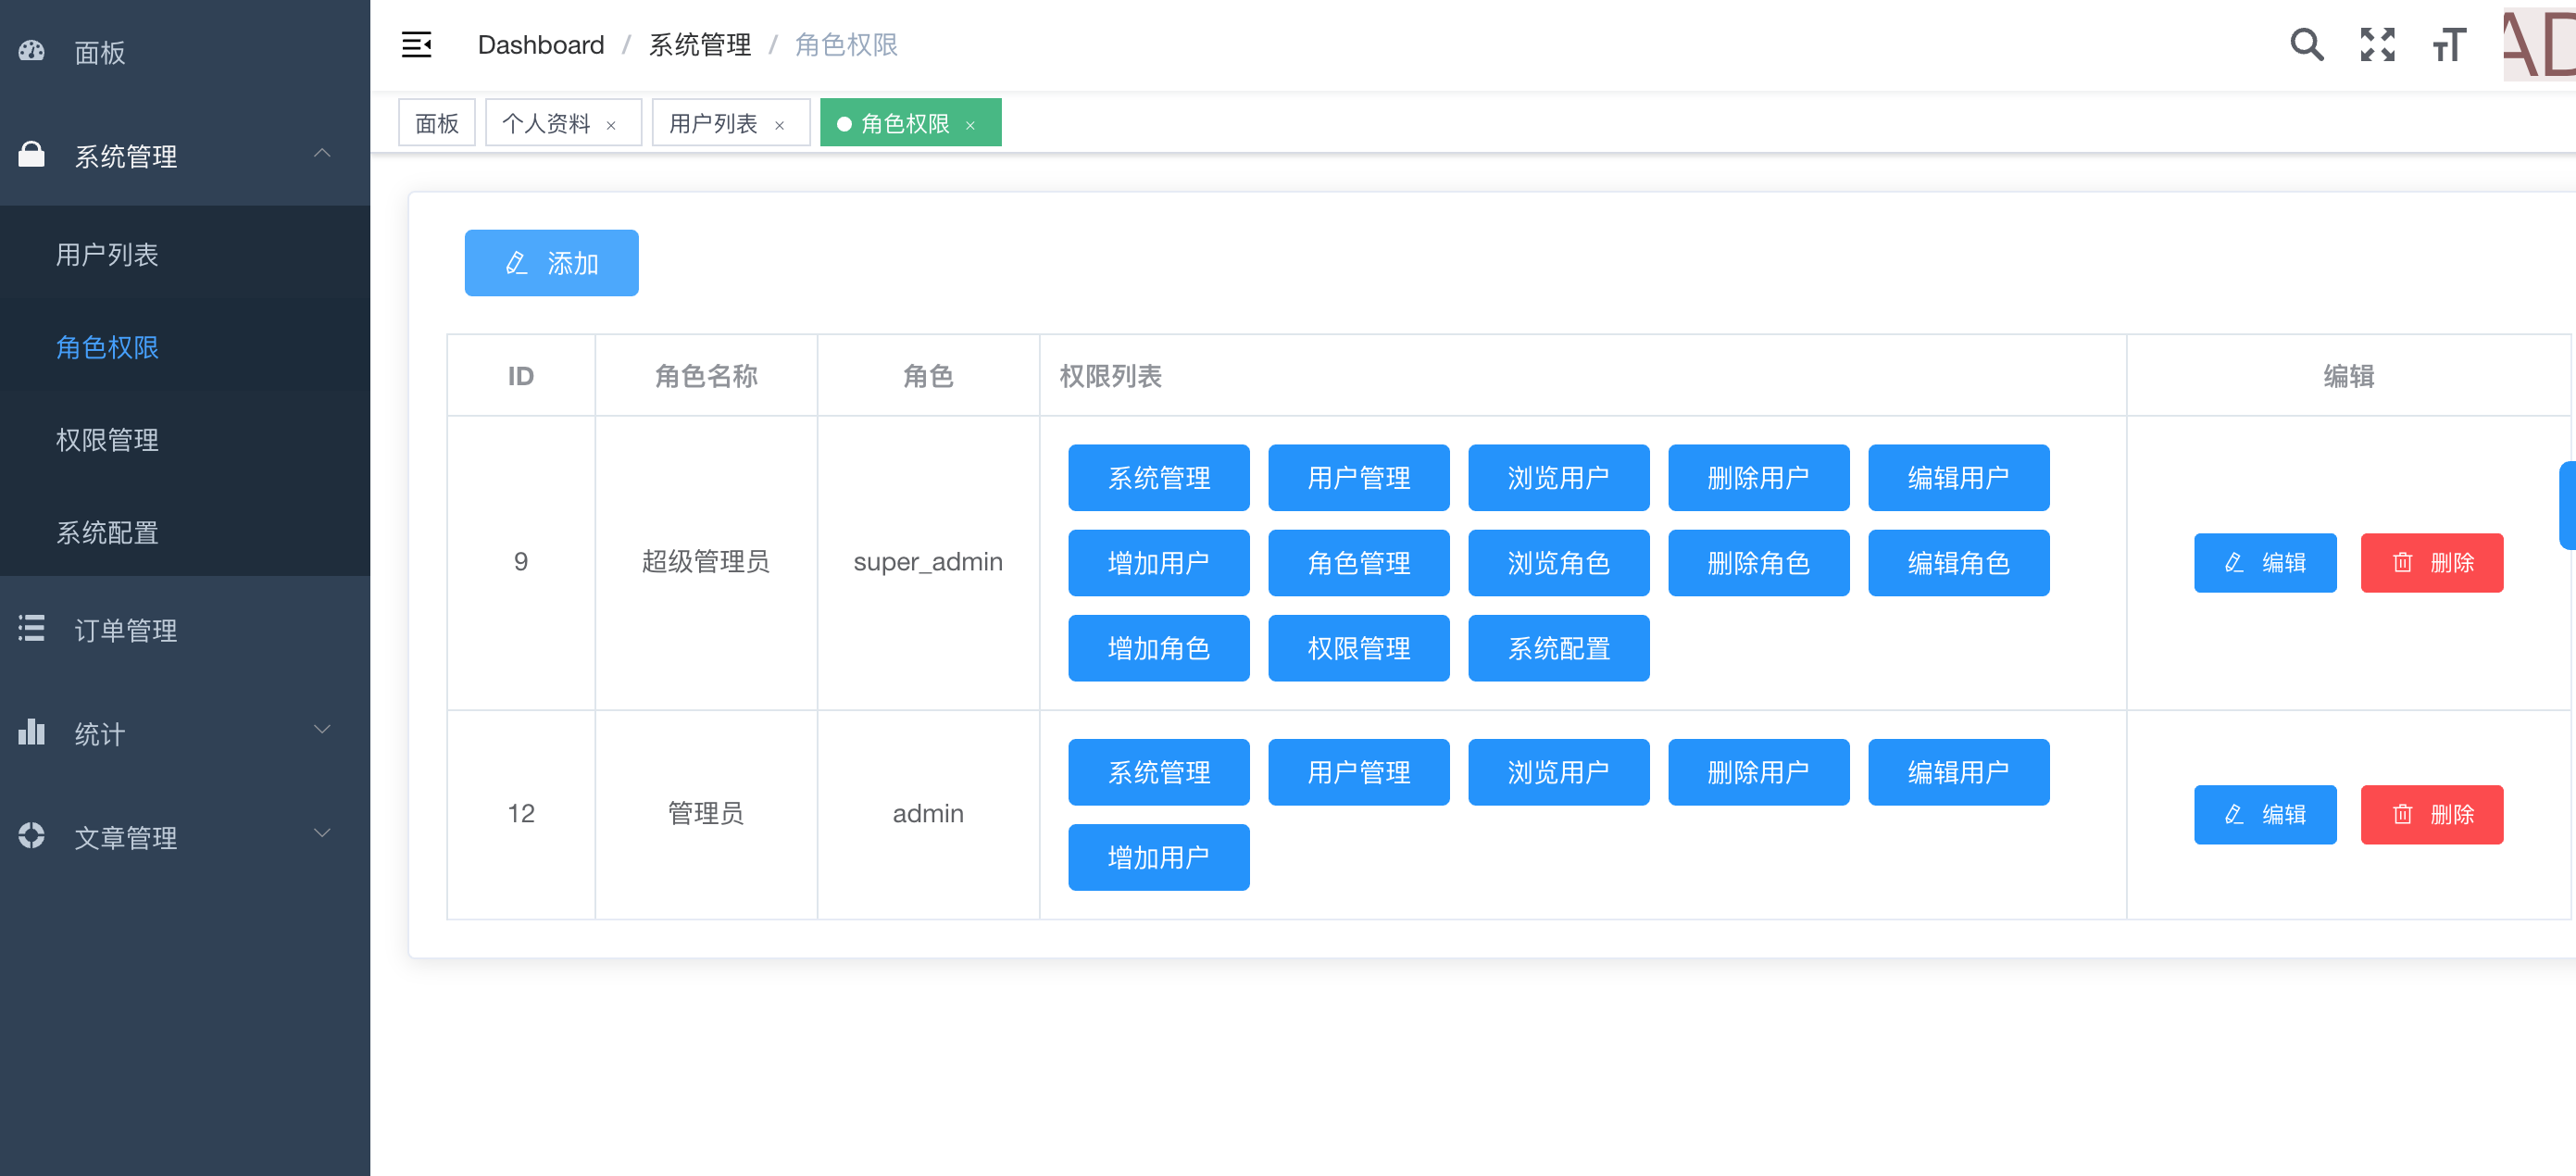 面板
系统管理
用户列表
角色权限
权限管理
系统配置
订单管理
统计
文章管理
Dashboard / 系统管理 / 角色权限
AD
面板 个人资料 × 用户列表 × 角色权限 ×
添加
ID 角色名称 角色 权限列表 编辑
系统管理 用户管理 浏览用户 删除用户 编辑用户
9 超级管理员 super_admin 增加用户 角色管理 浏览角色 删除角色 编辑角色 编辑 删除
增加角色 权限管理 系统配置
系统管理 用户管理 浏览用户 删除用户 编辑用户
12 管理员 admin 编辑 删除
增加用户